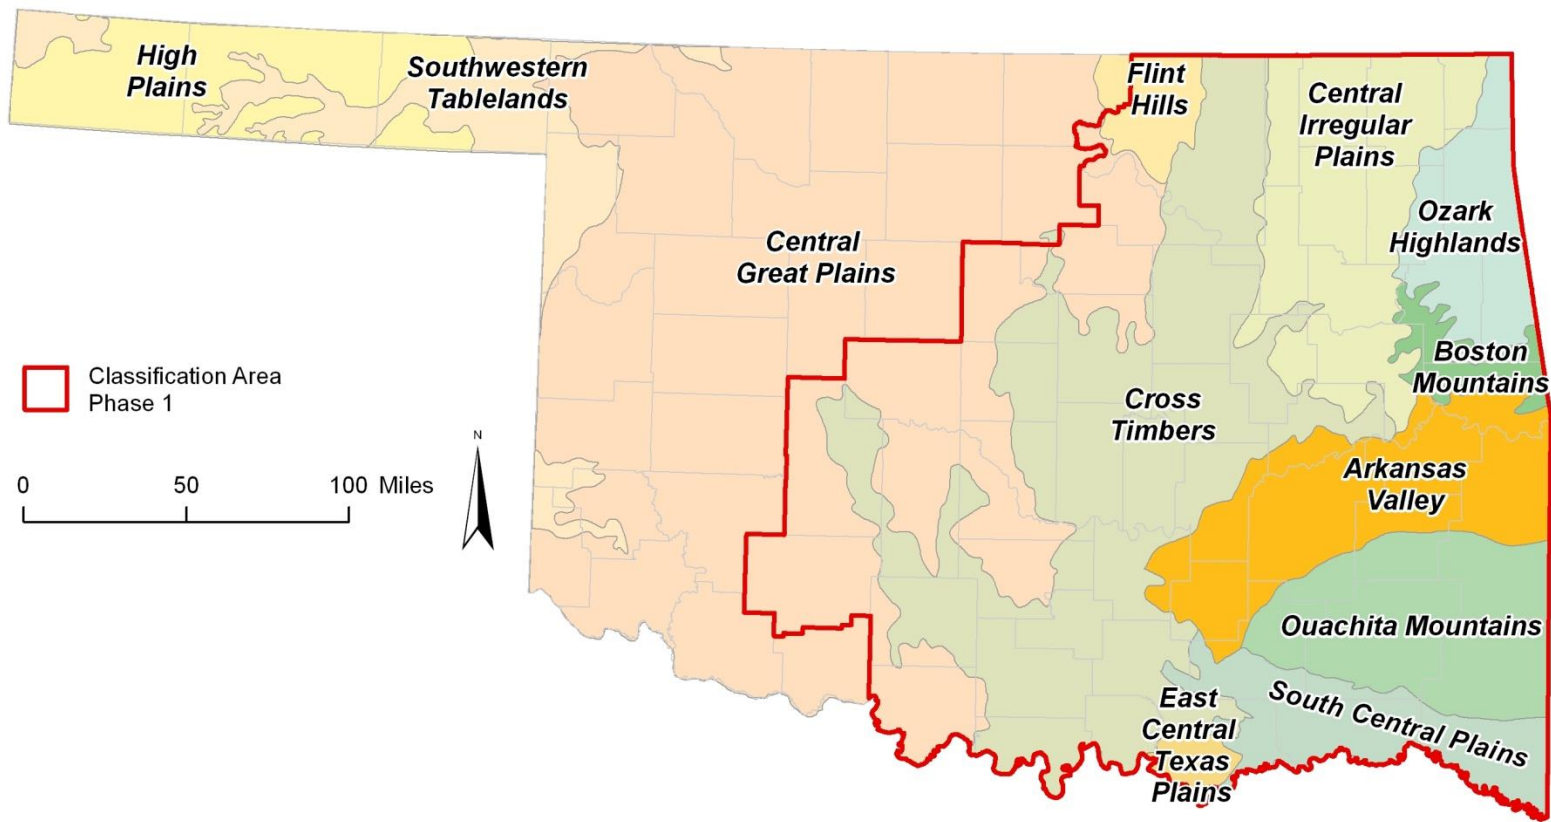 High
Plains
Southwestern
Tablelands
Flint
Hills
Central
Irregular
Plains
Ozark
Highlands
Central
Great Plains
Boston
Mountains
Classification Area
Phase 1
Cross
Timbers
N
0 50 100 Miles
Arkansas
Valley
Ouachita Mountains
East
Central
Texas
Plains
South Central Plains